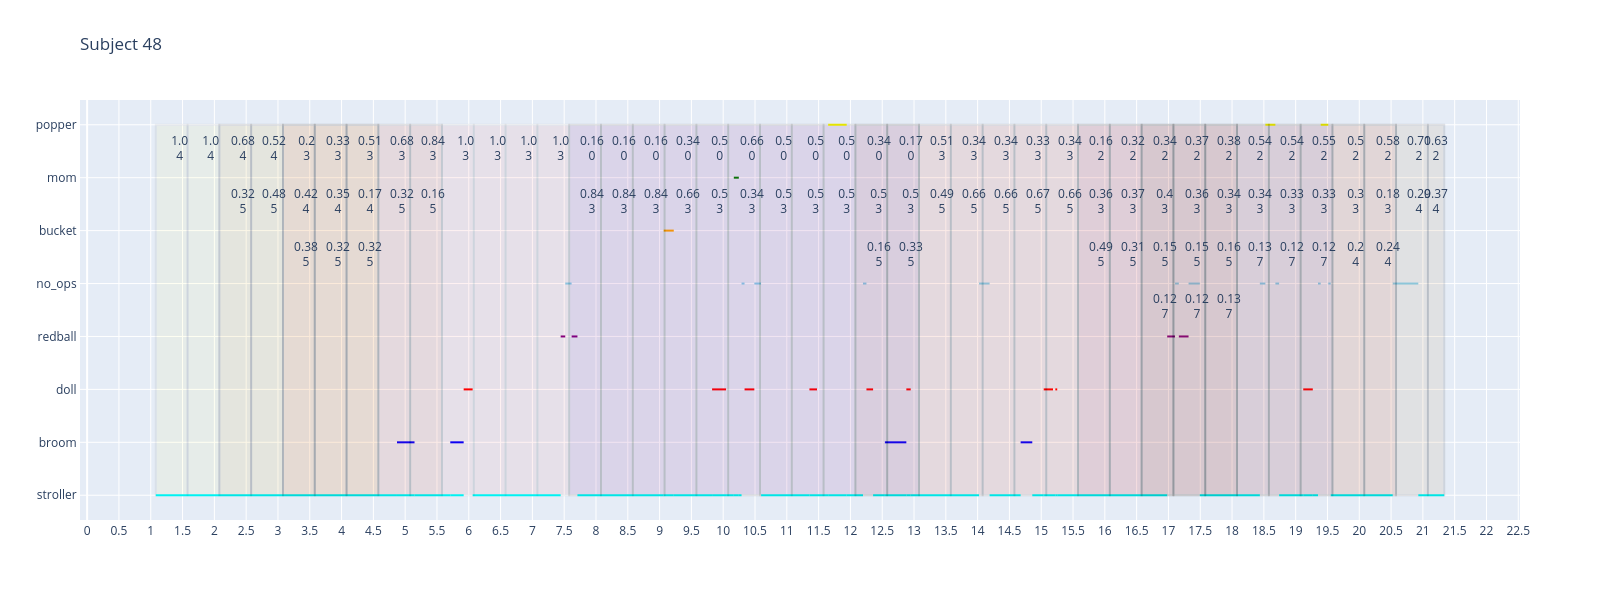 Subject 48
popper
1.0 1.0 0.68 0.52 0.2 0.33 0.51 0.68 0.84 1.0 1.0 1.0 1.0 0.16 0.16 0.16 0.34 0.5 0.66 0.5 0.5 0.5 0.34 0.17 0.51 0.34 0.34 0.33 0.34 0.16 0.32 0.34 0.37 0.38 0.54 0.54 0.55 0.5 0.58 0.70 0.63
4 4 4 4 3 3 3 3 3 3 3 3 3 0 0 0 0 0 0 0 0 0 0 0 3 3 3 3 3 2 2 2 2 2 2 2 2 2 2 2 2
mom
0.32 0.48 0.42 0.35 0.17 0.32 0.16 0.84 0.84 0.84 0.66 0.5 0.34 0.5 0.5 0.5 0.5 0.5 0.49 0.66 0.66 0.67 0.66 0.36 0.37 0.4 0.36 0.34 0.34 0.33 0.33 0.3 0.18 0.29 0.37
5 5 4 4 4 5 5 3 3 3 3 3 3 3 3 3 3 3 5 5 5 5 5 3 3 3 3 3 3 3 3 3 3 4 4
bucket
0.38 0.32 0.32 0.16 0.33 0.49 0.31 0.15 0.15 0.16 0.13 0.12 0.12 0.2 0.24
5 5 5 5 5 5 5 5 5 5 7 7 7 4 4
no_ops
0.12 0.12 0.13
7 7 7
redball
doll
broom
stroller
0 0.5 1 1.5 2 2.5 3 3.5 4 4.5 5 5.5 6 6.5 7 7.5 8 8.5 9 9.5 10 10.5 11 11.5 12 12.5 13 13.5 14 14.5 15 15.5 16 16.5 17 17.5 18 18.5 19 19.5 20 20.5 21 21.5 22 22.5